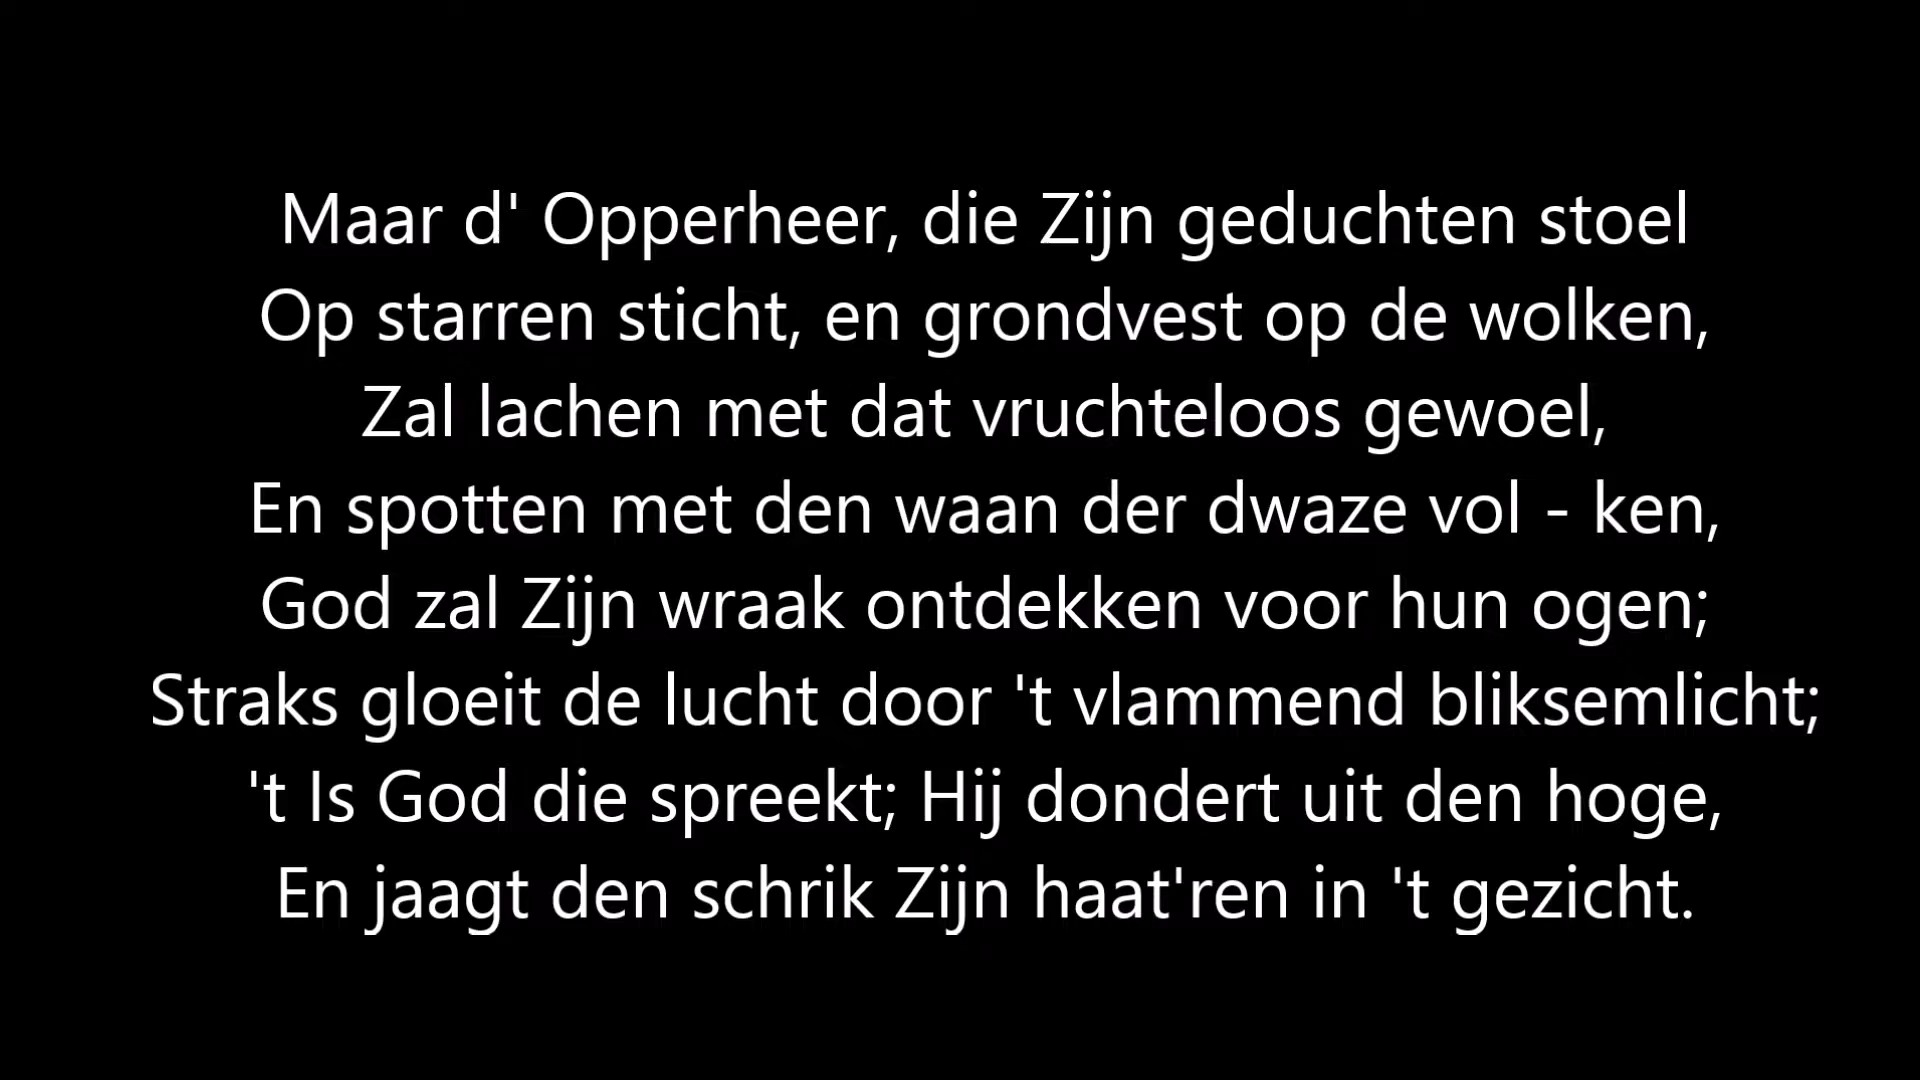 Maar d' Opperheer, die Zijn geduchten stoel
Op starren sticht, en grondvest op de wolken,
Zal lachen met dat vruchteloos gewoel,
En spotten met den waan der dwaze vol - ken,
God zal Zijn wraak ontdekken voor hun ogen;
Straks gloeit de lucht door 't vlammend bliksemlicht;
't Is God die spreekt; Hij dondert uit den hoge,
En jaagt den schrik Zijn haat'ren in 't gezicht.